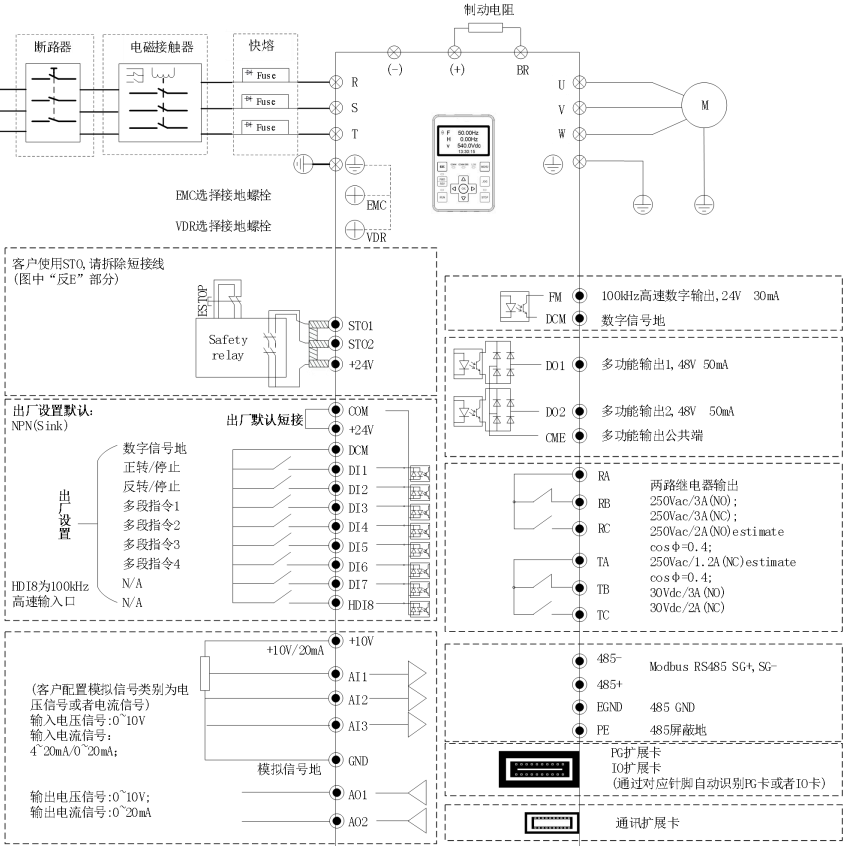 制动电阻
断路器
电磁接触器
快熔
(-)
(+)
BR
Fuse
R
U
Fuse
S
V
M
Fuse
T
W
F 50.00Hz
H 0.00Hz
v 540.0Vdc
EMC选择接地螺栓
EMC
VDR选择接地螺栓
VDR
客户使用STO,请拆除短接线
(图中“反E”部分)
ESTOP
Safety
relay
STO1
STO2
+24V
FM
100kHz高速数字输出,24V 30mA
DCM
数字信号地
DO1
多功能输出1,48V 50mA
DO2
多功能输出2,48V 50mA
CME
多功能输出公共端
出厂设置默认:
NPN(Sink)
出厂默认短接
COM
+24V
数字信号地
DCM
正转/停止
DI1
反转/停止
DI2
多段指令1
DI3
多段指令2
DI4
多段指令3
DI5
多段指令4
DI6
N/A
DI7
N/A
HDI8
出厂设置
HDI8为100kHz
高速输入口
RA
RB
RC
TA
TB
TC
两路继电器输出
250Vac/3A(NO);
250Vac/3A(NC);
250Vac/2A(NO)estimate
cosφ=0.4;
250Vac/1.2A(NC)estimate
cosφ=0.4;
30Vdc/3A(NO)
30Vdc/2A(NC)
+10V
+10V/20mA
AI1
AI2
AI3
GND
模拟信号地
(客户配置模拟信号类别为电
压信号或者电流信号)
输入电压信号:0~10V
输入电流信号:
4~20mA/0~20mA;
输出电压信号:0~10V;
输出电流信号:0~20mA
AO1
AO2
485-
Modbus RS485 SG+,SG-
485+
EGND
485 GND
PE
485屏蔽地
PG扩展卡
IO扩展卡
(通过对应针脚自动识别PG卡或者IO卡)
通讯扩展卡